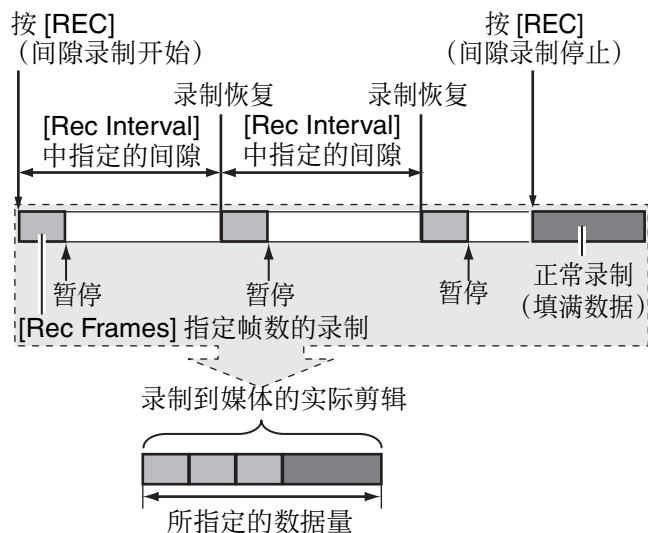 按 [REC]
（间隙录制开始）
按 [REC]
（间隙录制停止）
录制恢复
录制恢复
[Rec Interval]
中指定的间隙
[Rec Interval]
中指定的间隙
暂停
暂停
暂停
正常录制
（填满数据）
[Rec Frames] 指定帧数的录制
录制到媒体的实际剪辑
所指定的数据量